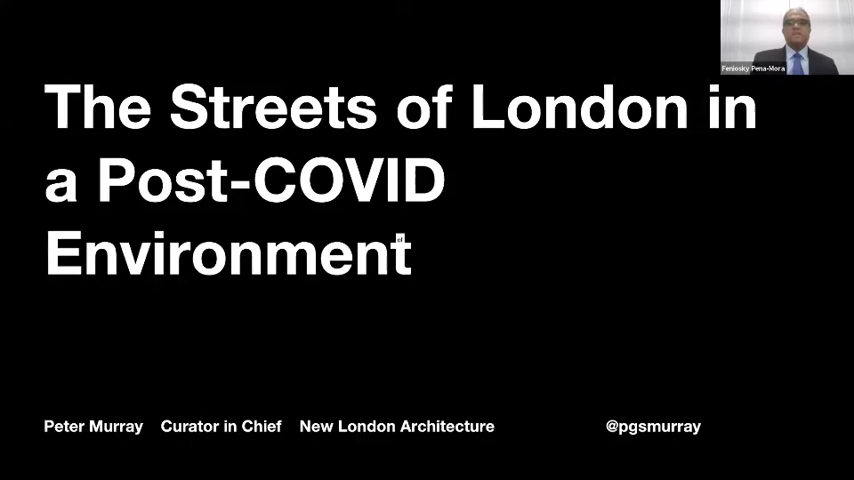 Feniosky Pena-Mora
The Streets of London in
a Post-COVID
Environment
Peter Murray Curator in Chief New London Architecture @pgsmurray